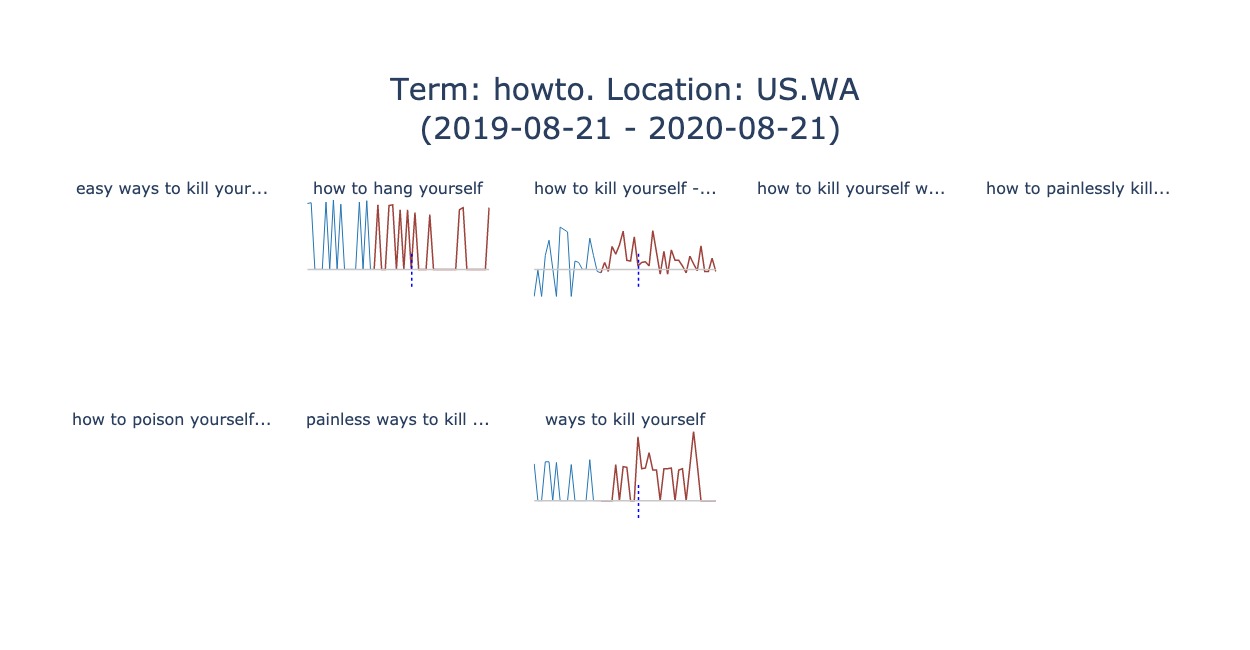 Term: howto. Location: US.WA
(2019-08-21 - 2020-08-21)
easy ways to kill your...
how to hang yourself
how to kill yourself -...
how to kill yourself w...
how to painlessly kill...
how to poison yourself...
painless ways to kill ...
ways to kill yourself